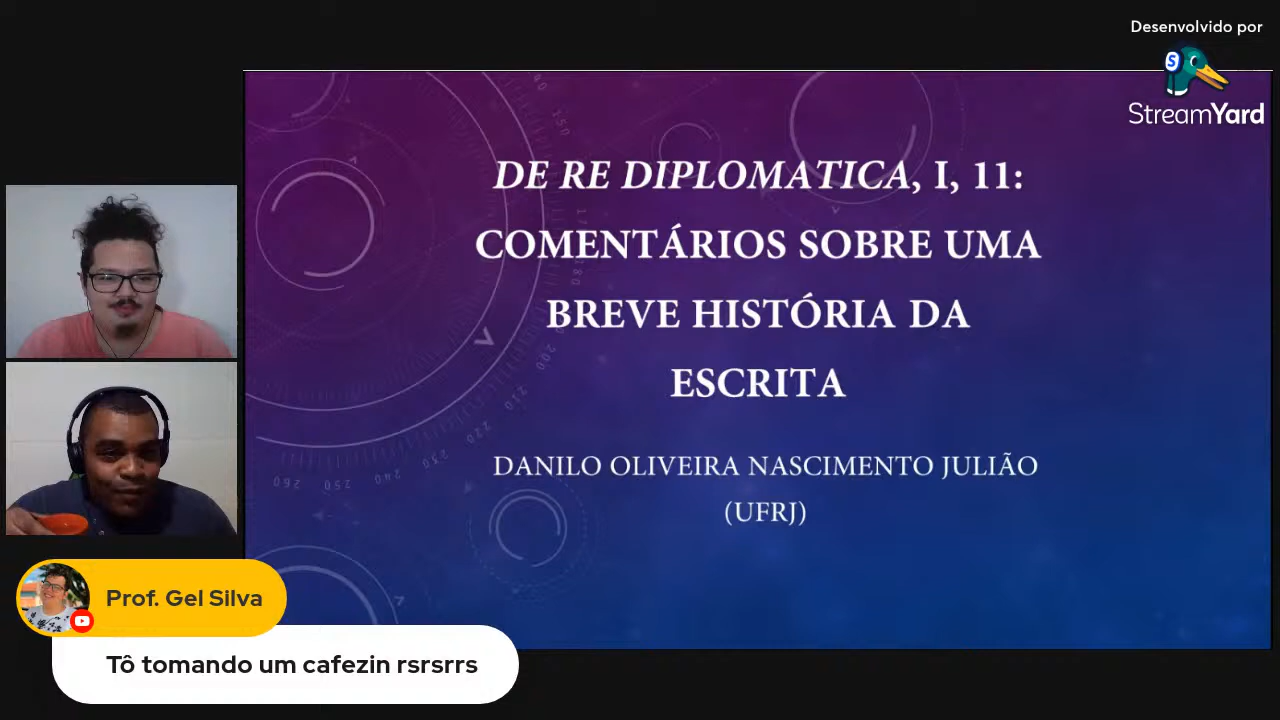 Desenvolvido por
StreamYard
DE RE DIPLOMATICA, I, 11:
COMENTÁRIOS SOBRE UMA
BREVE HISTÓRIA DA
ESCRITA
DANILO OLIVEIRA NASCIMENTO JULIÃO
(UFRJ)
Prof. Gel Silva
Tô tomando um cafezin rsrsrrs